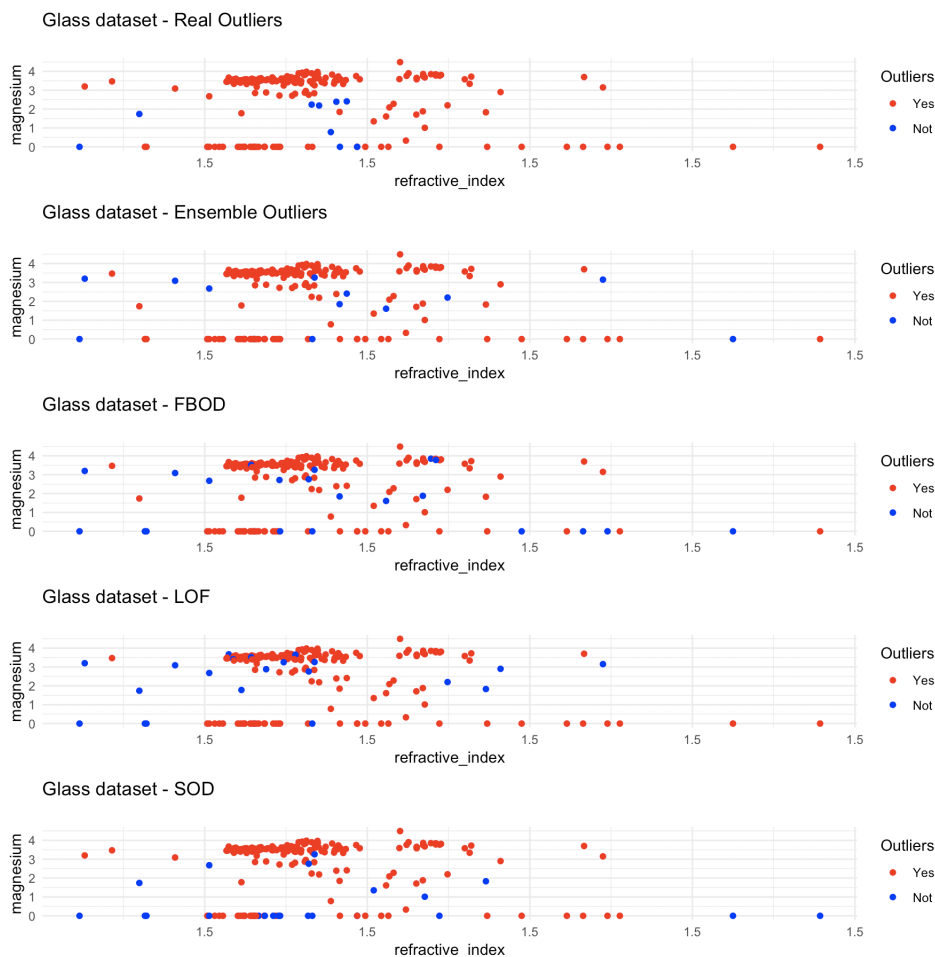 Glass dataset - Real Outliers
magnesium
4
3
2
1
0
1.5 1.5 1.5 1.5 1.5
refractive_index
Outliers
Yes
Not
Glass dataset - Ensemble Outliers
magnesium
4
3
2
1
0
1.5 1.5 1.5 1.5 1.5
refractive_index
Outliers
Yes
Not
Glass dataset - FBOD
magnesium
4
3
2
1
0
1.5 1.5 1.5 1.5 1.5
refractive_index
Outliers
Yes
Not
Glass dataset - LOF
magnesium
4
3
2
1
0
1.5 1.5 1.5 1.5 1.5
refractive_index
Outliers
Yes
Not
Glass dataset - SOD
magnesium
4
3
2
1
0
1.5 1.5 1.5 1.5 1.5
refractive_index
Outliers
Yes
Not